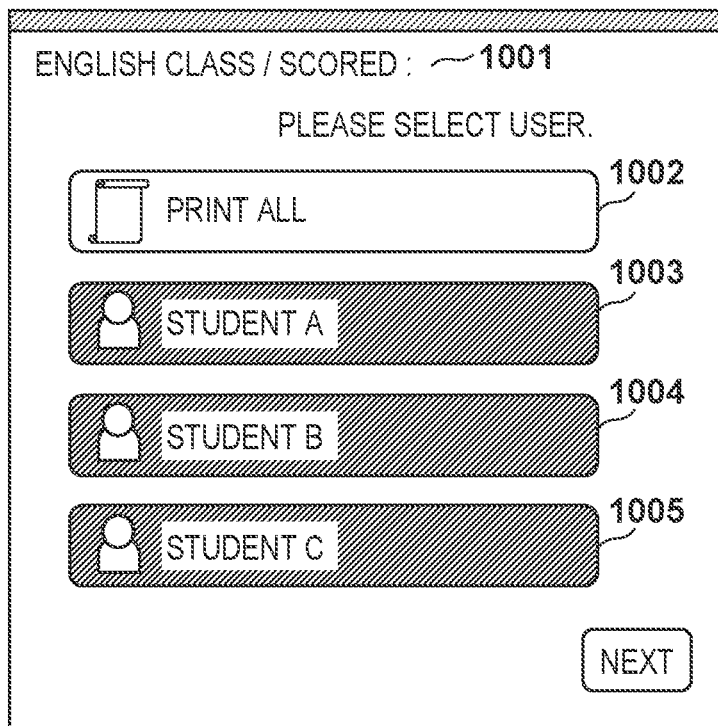 ENGLISH CLASS / SCORED : 1001
PLEASE SELECT USER.
1002
PRINT ALL
1003
STUDENT A
1004
STUDENT B
1005
STUDENT C
NEXT